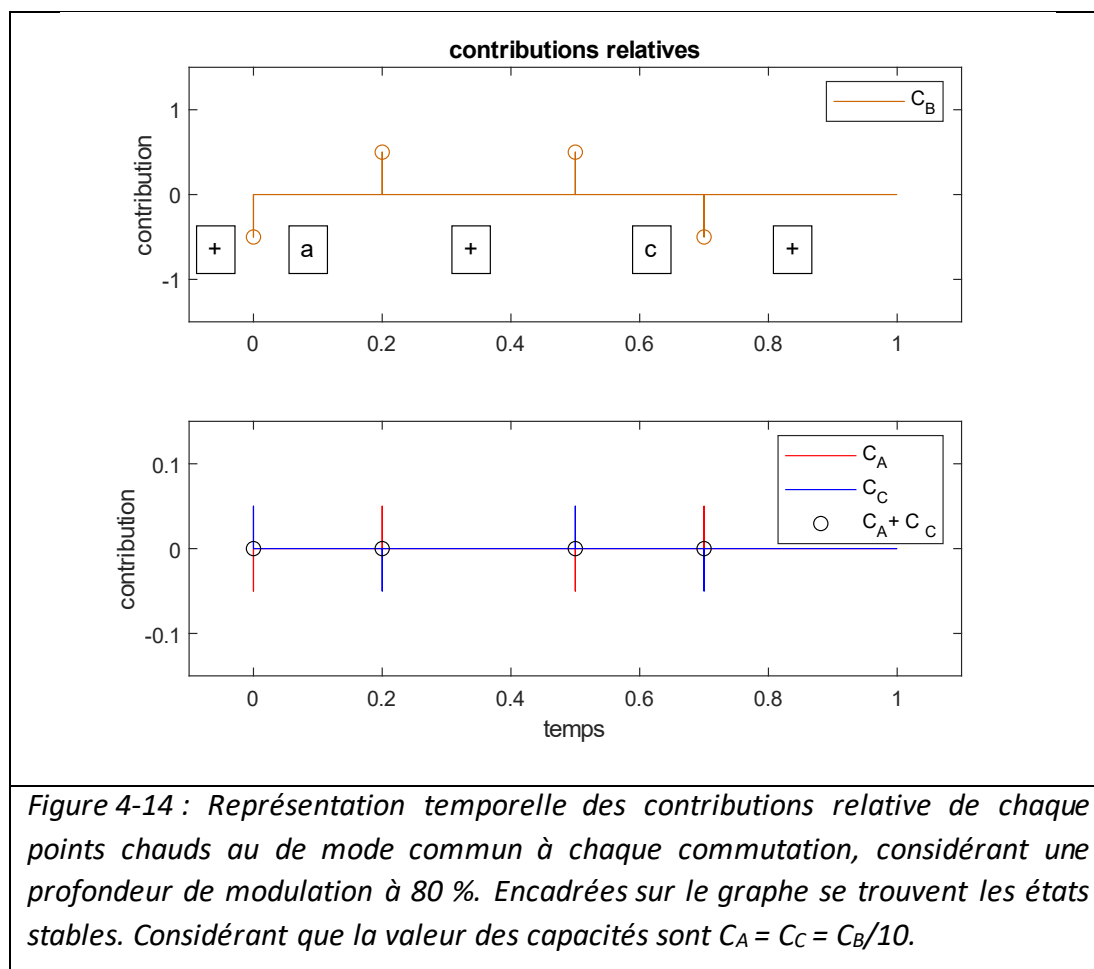 contributions relatives
C_B
contribution
1
0
-1
+
a
+
c
+
0
0.2
0.4
0.6
0.8
1
C_A
C_C
C_A + C_C
contribution
0.1
0
-0.1
0
0.2
0.4
0.6
0.8
1
temps
Figure 4-14 : Représentation temporelle des contributions relative de chaque
points chauds au de mode commun à chaque commutation, considérant une
profondeur de modulation à 80 %. Encadrées sur le graphe se trouvent les états
stables. Considérant que la valeur des capacités sont C_A = C_C = C_B/10.